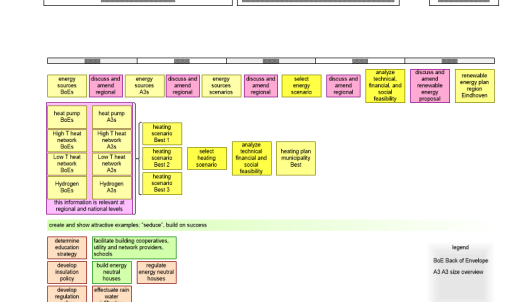 energy
sources
BoEs
discuss and
amend
regional
energy
sources
A3s
discuss and
amend
regional
energy
sources
scenarios
discuss and
amend
regional
select
energy
scenario
discuss and
amend
regional
analyze
technical,
financial, and
social
feasibility
discuss and
amend
renewable
energy
proposal
renewable
energy plan
region
Eindhoven
heat pump
BoEs
heat pump
A3s
High T heat
network
BoEs
High T heat
network
A3s
Low T heat
network
BoEs
Low T heat
network
A3s
Hydrogen
BoEs
Hydrogen
A3s
this information is relevant at
regional and national levels
heating
scenario
Best 1
heating
scenario
Best 2
heating
scenario
Best 3
select
heating
scenario
analyze
technical
financial and
social
feasibility
heating plan
municipality
Best
create and show attractive examples; "seduce", build on success
determine
education
strategy
facilitate building cooperatives,
utility and network providers,
schools
develop
insulation
policy
build energy
neutral
houses
regulate
energy neutral
houses
develop
regulation
effectuate rain
water
legend
BoE Back of Envelope
A3 A3 size overview